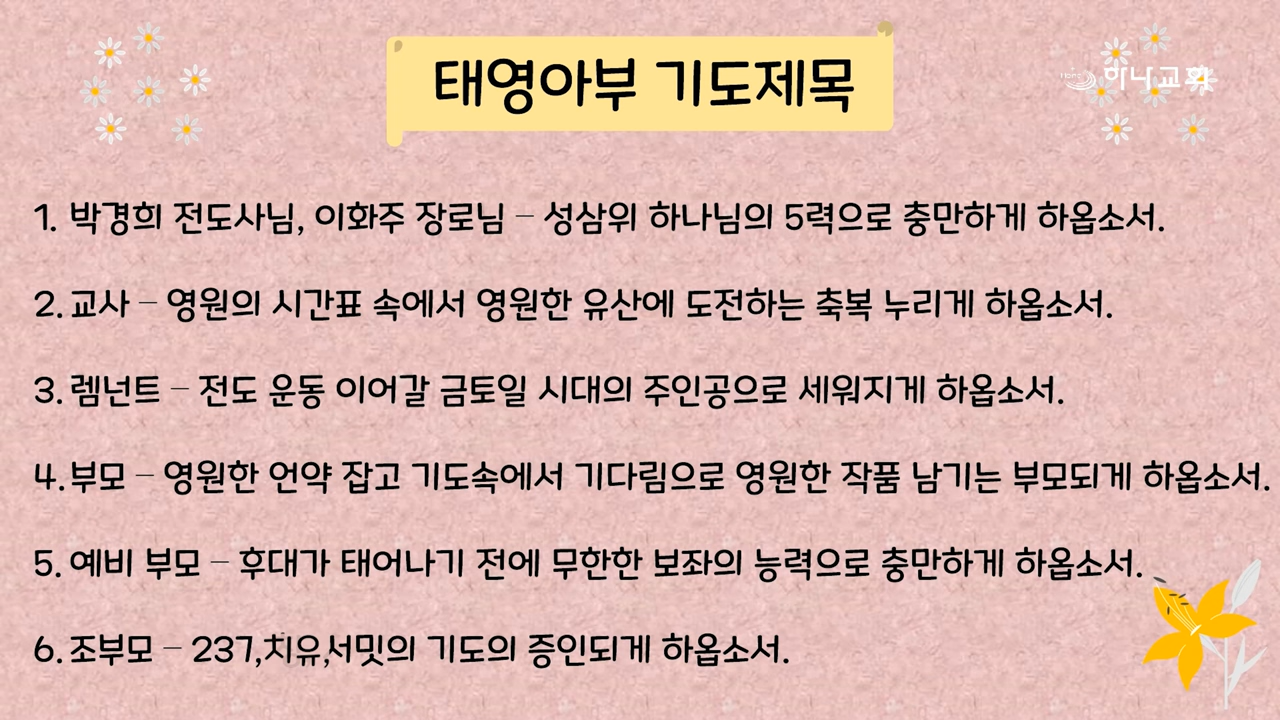 태영아부 기도제목
하나교회
1. 박경희 전도사님, 이화주 장로님 – 성삼위 하나님의 5력으로 충만하게 하옵소서.
2. 교사 – 영원의 시간표 속에서 영원한 유산에 도전하는 축복 누리게 하옵소서.
3. 렘넌트 – 전도 운동 이어갈 금토일 시대의 주인공으로 세워지게 하옵소서.
4. 부모 – 영원한 언약 잡고 기도속에서 기다림으로 영원한 작품 남기는 부모되게 하옵소서.
5. 예비 부모 – 후대가 태어나기 전에 무한한 보좌의 능력으로 충만하게 하옵소서.
6. 조부모 – 237,치유,서밋의 기도의 증인되게 하옵소서.